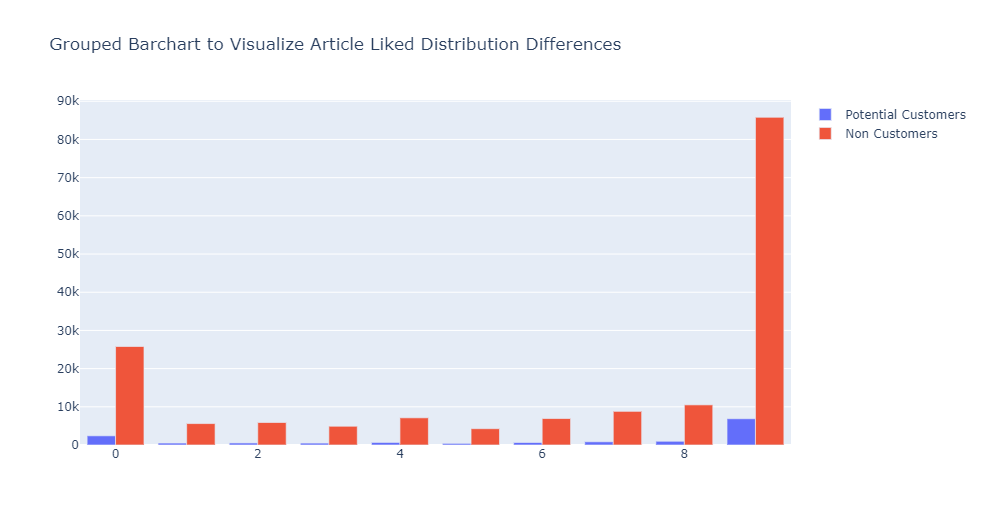 Grouped Barchart to Visualize Article Liked Distribution Differences
90k
80k
70k
60k
50k
40k
30k
20k
10k
0
0 2 4 6 8
Potential Customers
Non Customers